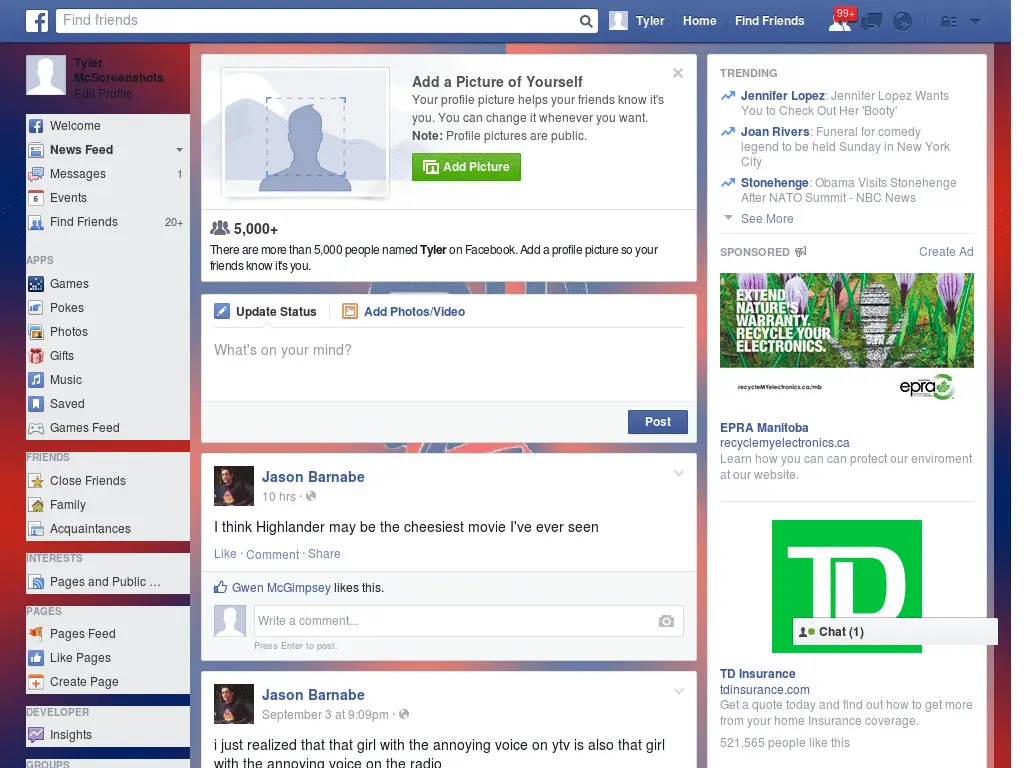 Find friends
Tyler
Home
Find Friends
99+
Tyler
McScreenshots
Edit Profile
Welcome
News Feed
Messages 1
6 Events
Find Friends 20+
APPS
Games
Pokes
Photos
Gifts
Music
Saved
Games Feed
FRIENDS
Close Friends
Family
Acquaintances
INTERESTS
Pages and Public ...
PAGES
Pages Feed
Like Pages
Create Page
DEVELOPER
Insights
GROUPS
Add a Picture of Yourself
Your profile picture helps your friends know it's
you. You can change it whenever you want.
Note: Profile pictures are public.
Add Picture
5,000+
There are more than 5,000 people named Tyler on Facebook. Add a profile picture so your
friends know it's you.
Update Status
Add Photos/Video
What's on your mind?
Post
Jason Barnabe
10 hrs ·
I think Highlander may be the cheesiest movie I've ever seen
Like · Comment · Share
Gwen McGimpsey likes this.
Write a comment...
Press Enter to post.
Jason Barnabe
September 3 at 9:09pm ·
i just realized that that girl with the annoying voice on ytv is also that girl
with the annoying voice on the radio
TRENDING
Jennifer Lopez: Jennifer Lopez Wants
You to Check Out Her 'Booty'
Joan Rivers: Funeral for comedy
legend to be held Sunday in New York
City
Stonehenge: Obama Visits Stonehenge
After NATO Summit - NBC News
See More
SPONSORED
Create Ad
EXTEND
NATURE'S
WARRANTY.
RECYCLE YOUR
ELECTRONICS.
recycleMYelectronics.ca/mb
epra
EPRA Manitoba
recyclemyelectronics.ca
Learn how you can can protect our enviroment
at our website.
TD
Chat (1)
TD Insurance
tdinsurance.com
Get a quote today and find out how to get more
from your home Insurance coverage.
521,565 people like this